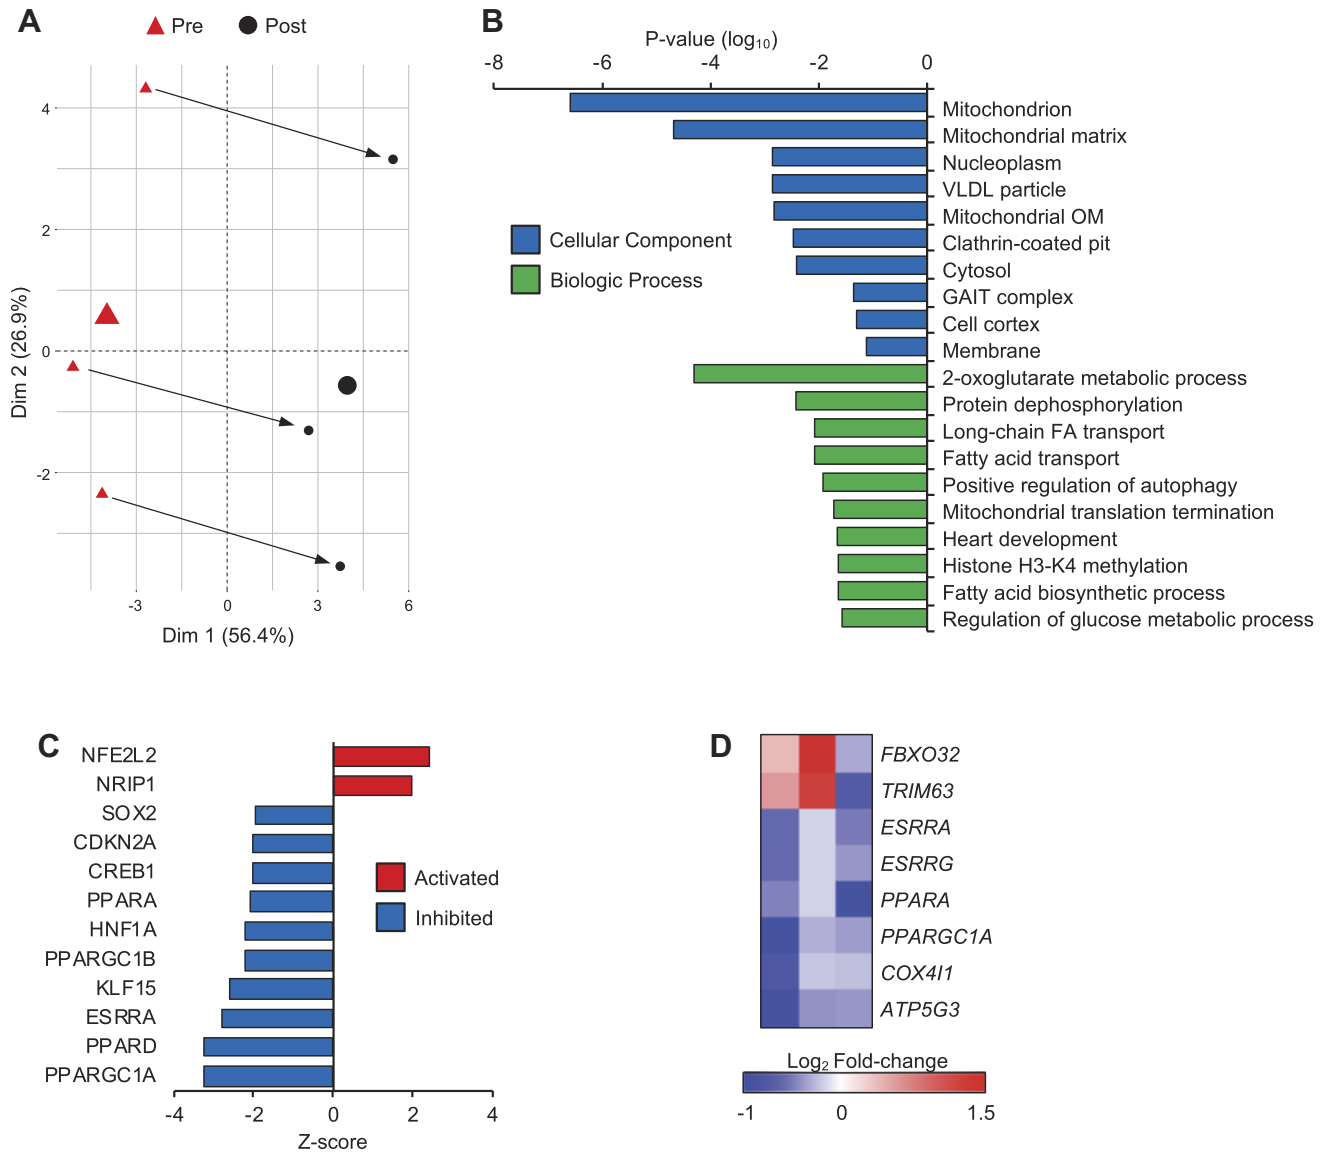 A
Pre
Post
4
2
0
-2
Dim 2 (26.9%)
-3
0
3
6
Dim 1 (56.4%)
B
P-value (log10)
-8
-6
-4
-2
0
Mitochondrion
Mitochondrial matrix
Nucleoplasm
VLDL particle
Mitochondrial OM
Clathrin-coated pit
Cytosol
GAIT complex
Cell cortex
Membrane
2-oxoglutarate metabolic process
Protein dephosphorylation
Long-chain FA transport
Fatty acid transport
Positive regulation of autophagy
Mitochondrial translation termination
Heart development
Histone H3-K4 methylation
Fatty acid biosynthetic process
Regulation of glucose metabolic process
Cellular Component
Biologic Process
C
NFE2L2
NRIP1
SOX2
CDKN2A
CREB1
PPARA
HNF1A
PPARGC1B
KLF15
ESRRA
PPARD
PPARGC1A
Activated
Inhibited
-4
-2
0
2
4
Z-score
D
FBXO32
TRIM63
ESRRA
ESRRG
PPARA
PPARGC1A
COX4I1
ATP5G3
Log2 Fold-change
-1
0
1.5